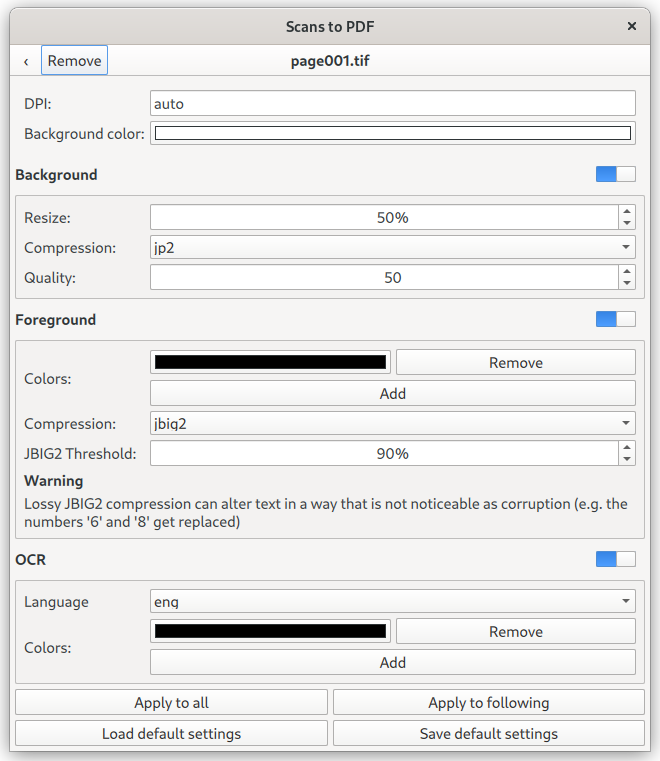 Scans to PDF ×
‹ Remove page001.tif
DPI: auto
Background color:
Background
Resize: 50%
Compression: jp2
Quality: 50
Foreground
Colors: Remove
Add
Compression: jbig2
JBIG2 Threshold: 90%
Warning
Lossy JBIG2 compression can alter text in a way that is not noticeable as corruption (e.g. the
numbers '6' and '8' get replaced)
OCR
Language eng
Colors: Remove
Add
Apply to all Apply to following
Load default settings Save default settings